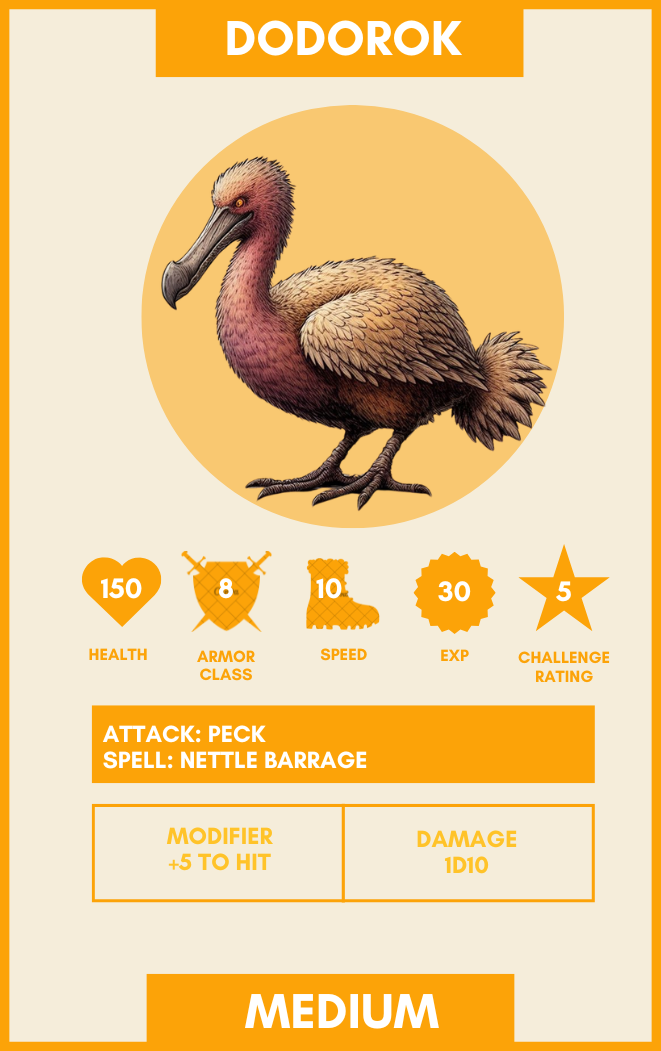 DODOROK
150
8
10
30
5
HEALTH
ARMOR
CLASS
SPEED
EXP
CHALLENGE
RATING
ATTACK: PECK
SPELL: NETTLE BARRAGE
MODIFIER
+5 TO HIT
DAMAGE
1D10
MEDIUM